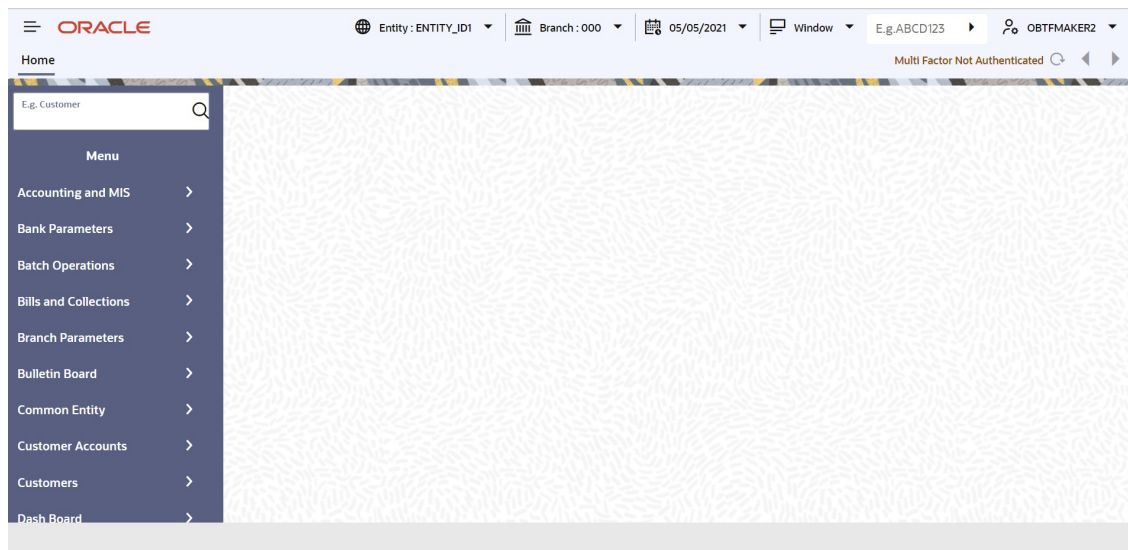 ORACLE Entity : ENTITY_ID1 Branch : 000 05/05/2021 Window E.g.ABCD123 OBTFMAKER2
Home Multi Factor Not Authenticated
E.g. Customer
Menu
Accounting and MIS
Bank Parameters
Batch Operations
Bills and Collections
Branch Parameters
Bulletin Board
Common Entity
Customer Accounts
Customers
Dash Board